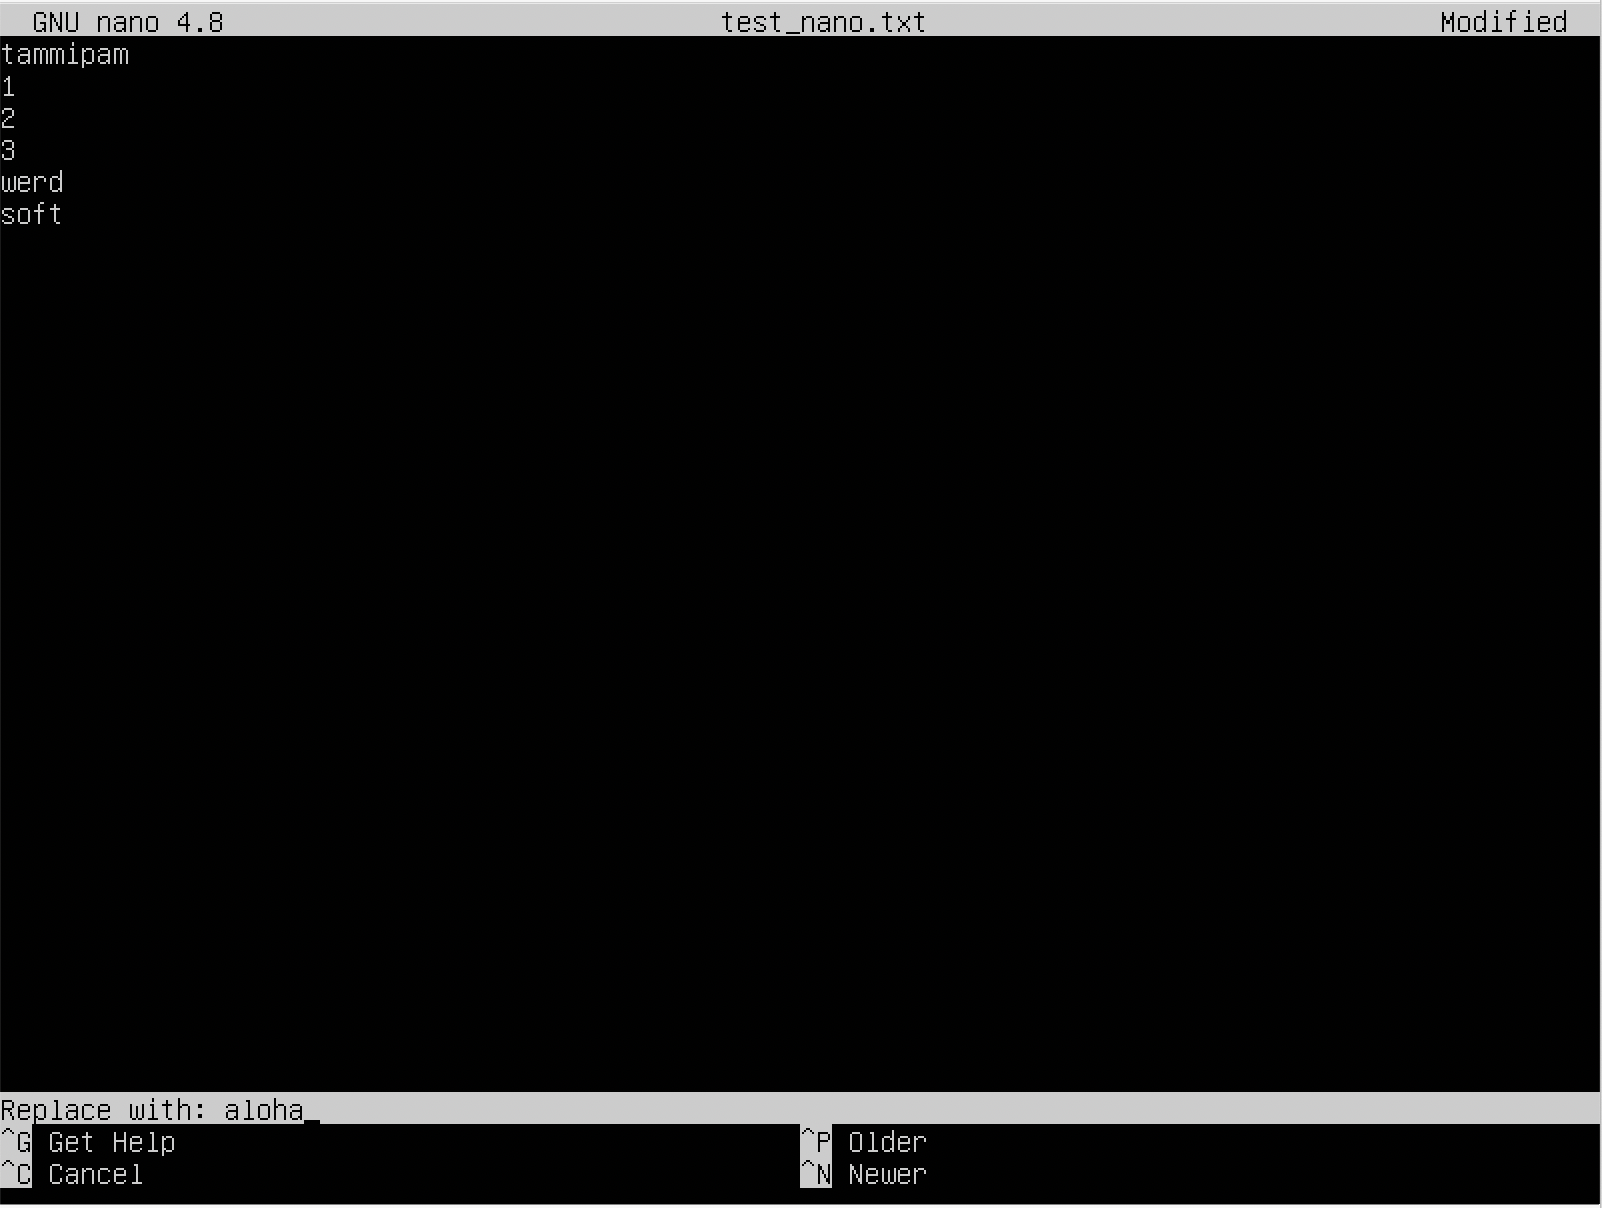 GNU nano 4.8 test_nano.txt Modified
tammipam
1
2
3
werd
soft
Replace with: aloha_
^G Get Help ^P Older
^C Cancel ^N Newer